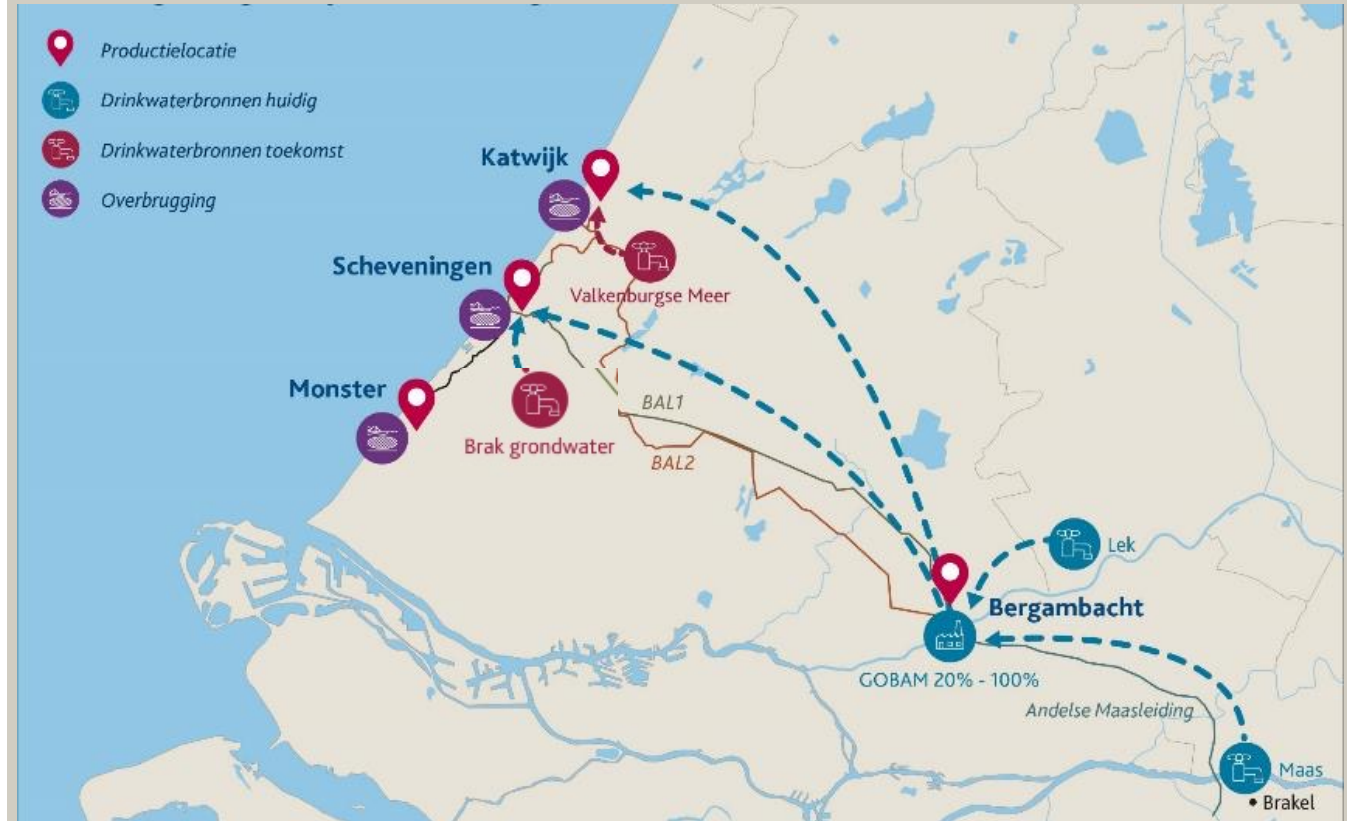 Productielocatie
Drinkwaterbronnen huidig
Drinkwaterbronnen toekomst
Overbrugging
Katwijk
Scheveningen
Valkenburgse Meer
Monster
BAL1
Brak grondwater
BAL2
Lek
Bergambacht
GOBAM 20% - 100%
Andelse Maasleiding
Maas
• Brakel